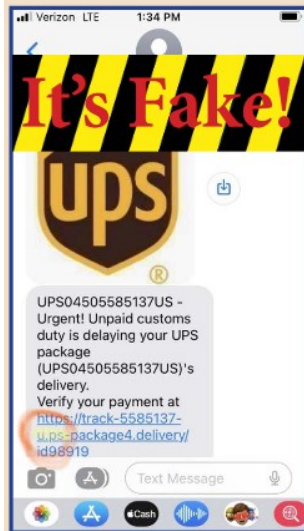 Verizon LTE 1:34 PM
It's Fake!
ups
®
UPS04505585137US -
Urgent! Unpaid customs
duty is delaying your UPS
package
(UPS04505585137US)'s
delivery.
Verify your payment at
https://track-5585137-
u.ps-package4.delivery/
id98919
Text Message
Cash